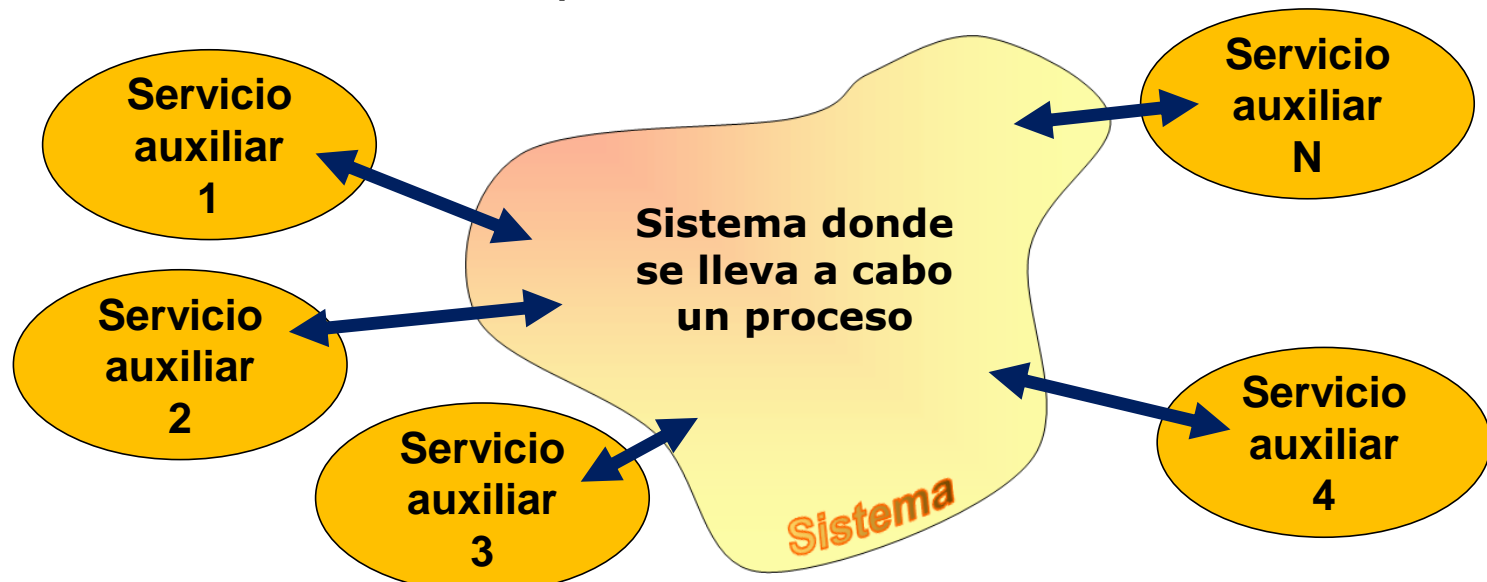 Servicio
auxiliar
1
Servicio
auxiliar
2
Servicio
auxiliar
3
Sistema donde
se lleva a cabo
un proceso
Sistema
Servicio
auxiliar
N
Servicio
auxiliar
4